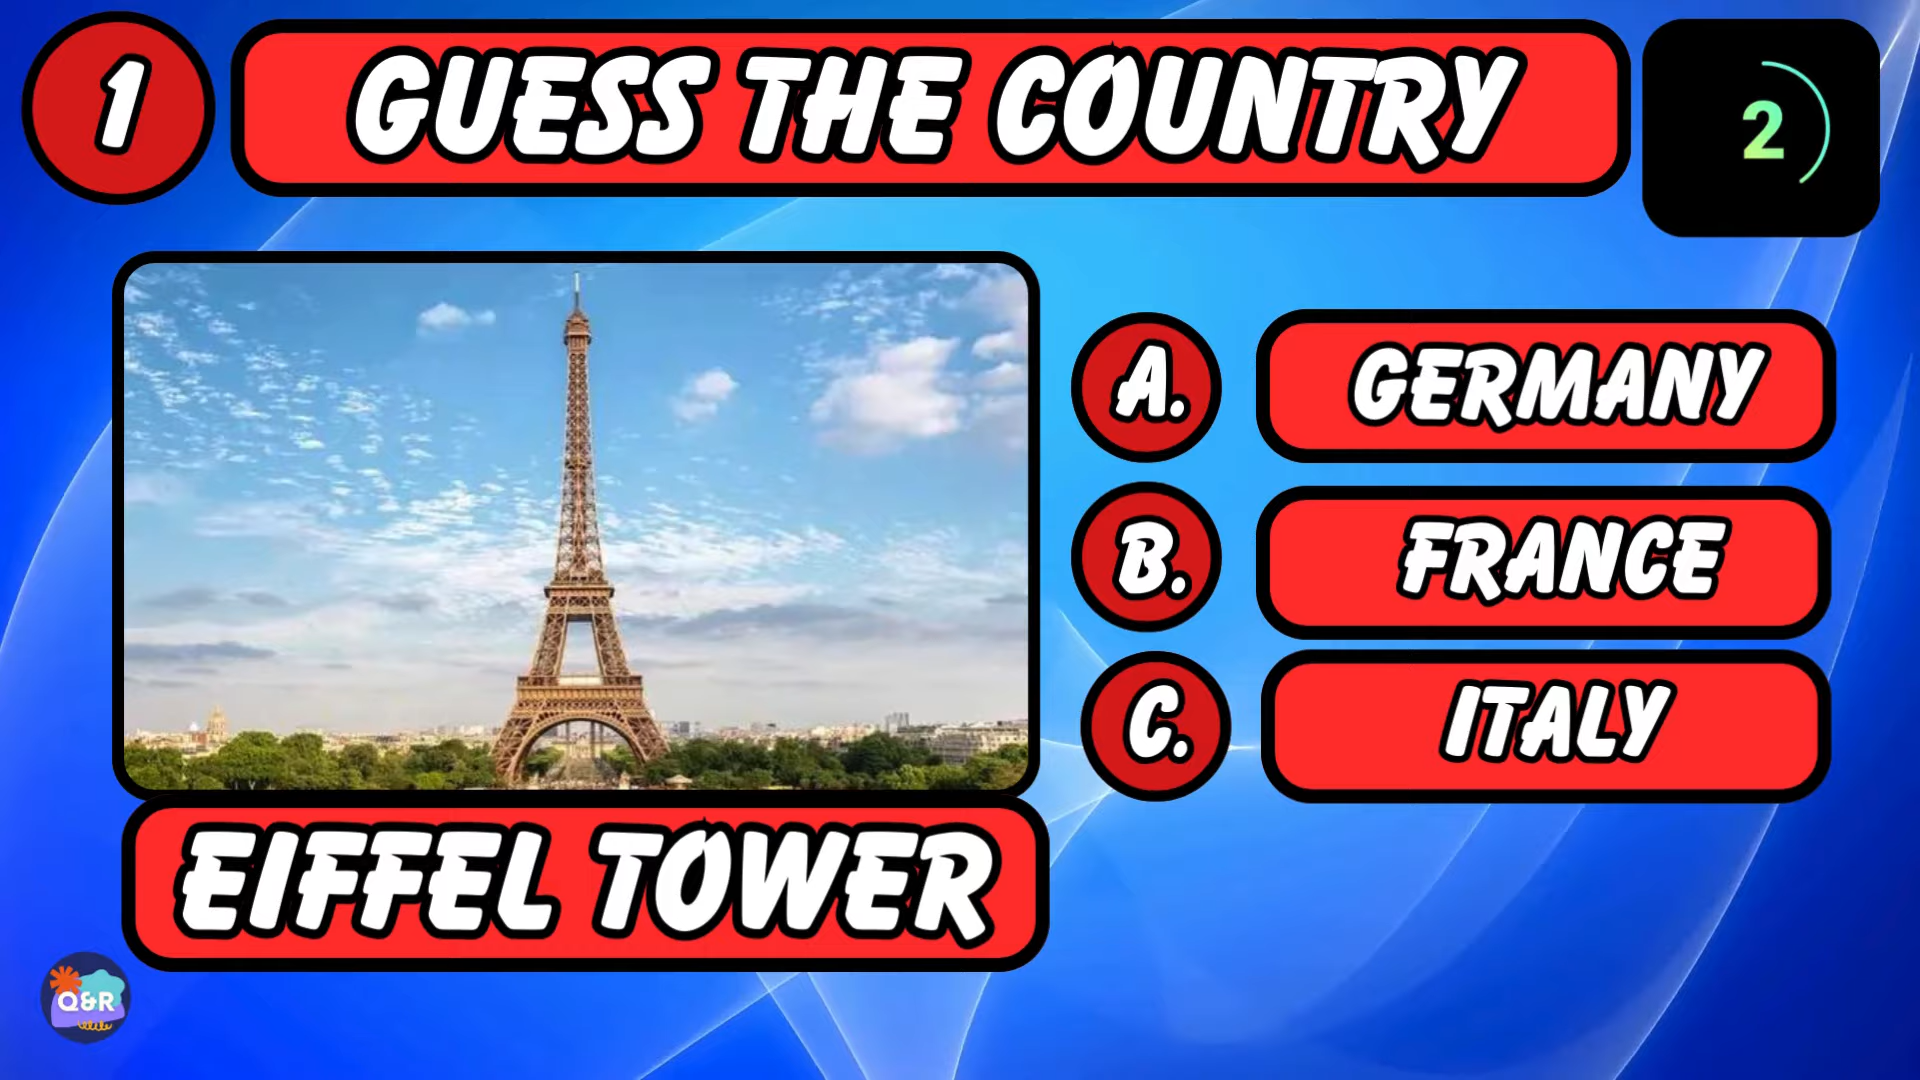 1
GUESS THE COUNTRY
2
A. GERMANY
B. FRANCE
C. ITALY
EIFFEL TOWER
Q&R